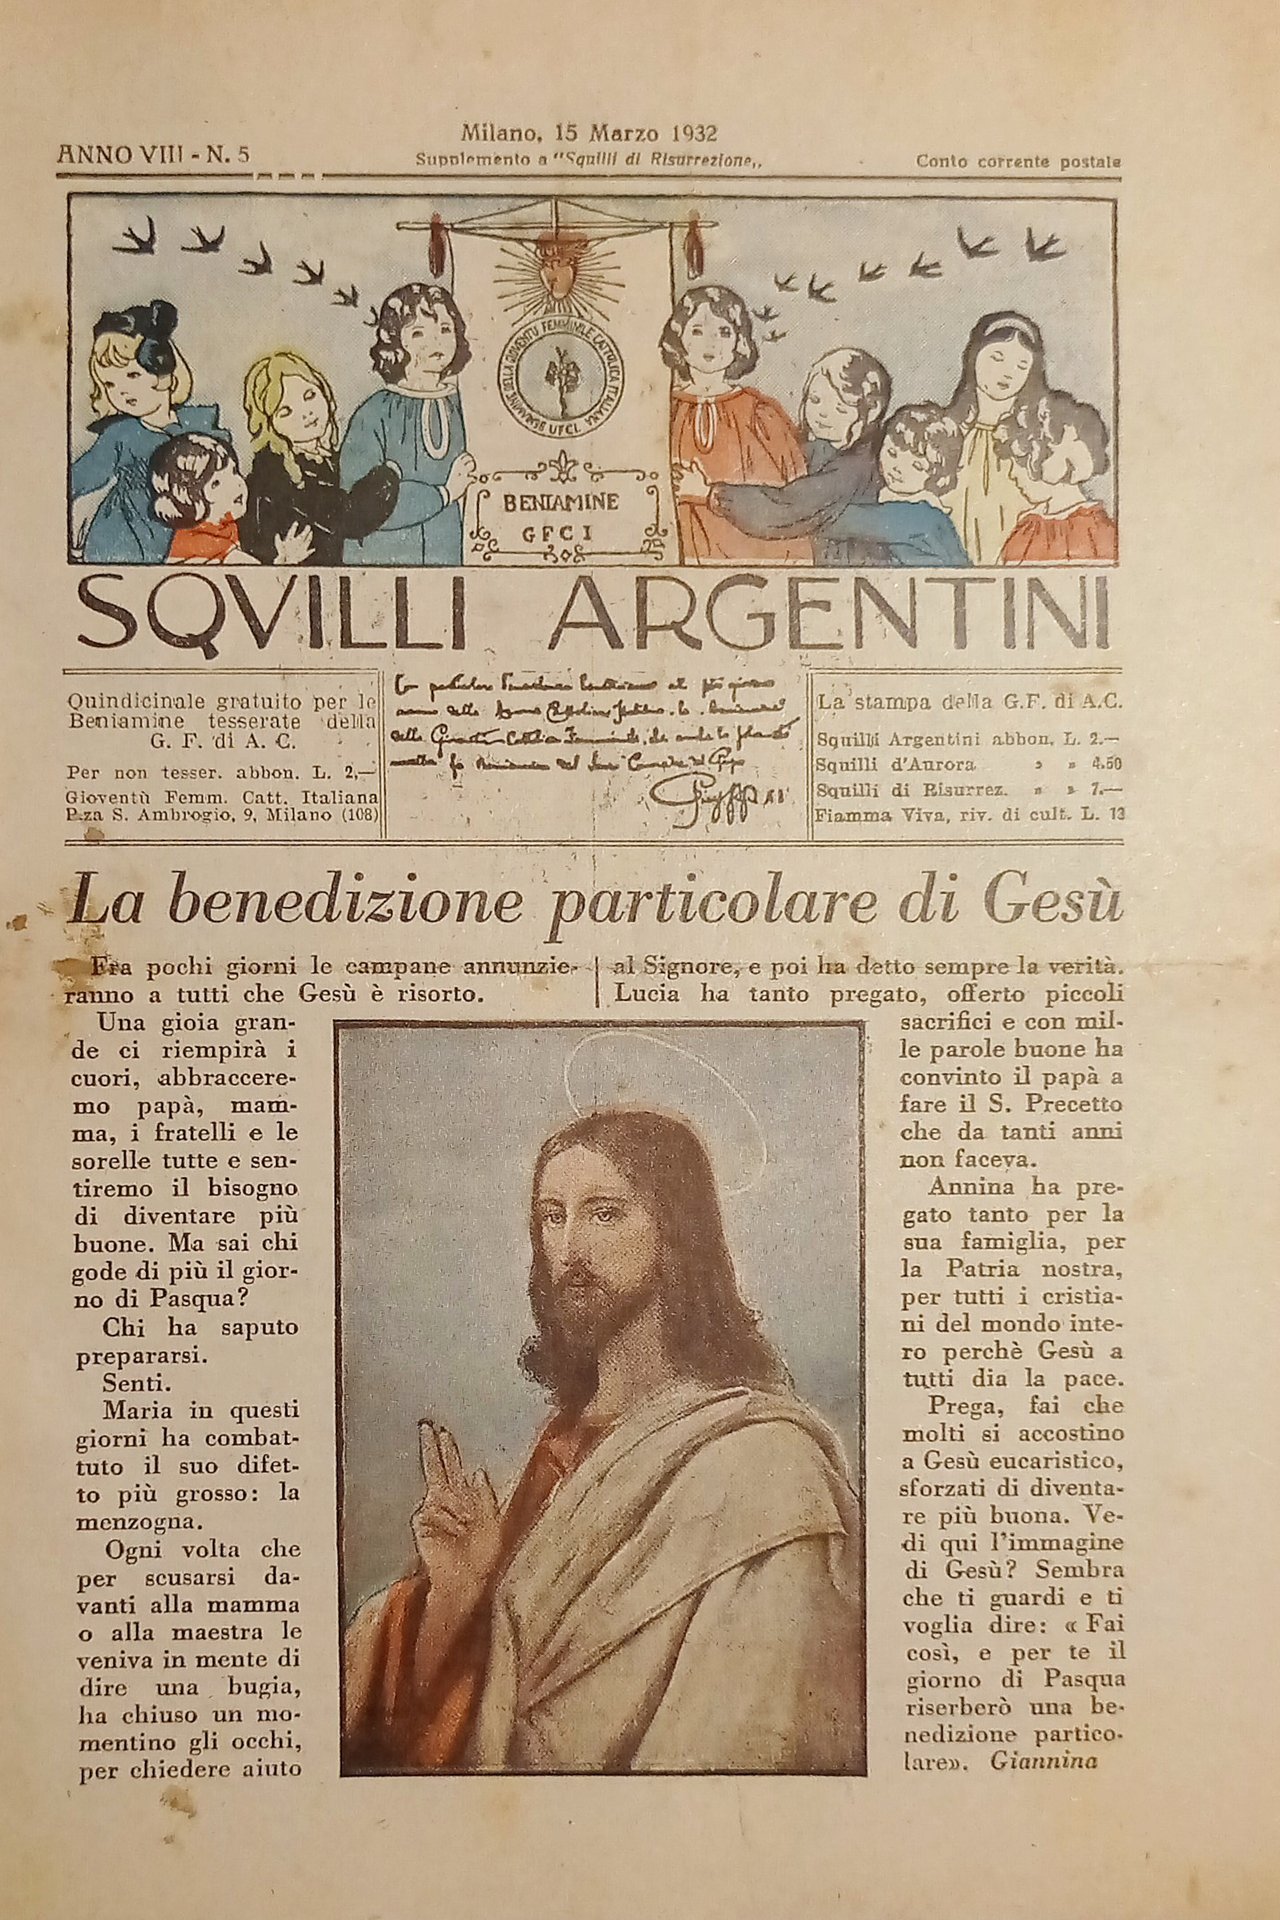 Milano, 15 Marzo 1932
ANNO VIII - N. 5
Supplemento a "Squilli di Risurrezione,,
Conto corrente postale
BENIAMINE DELLA GIOVENTÙ FEMMINILE CATTOLICA ITALIANA
UFCI
BENIAMINE
GFCI
SQVILLI ARGENTINI
Quindicinale gratuito per le
Beniamine tesserate della
G. F. di A. C.
Per non tesser. abbon. L. 2,—
Gioventù Femm. Catt. Italiana
P.za S. Ambrogio, 9, Milano (108)
La stampa della G.F. di A.C.
Squilli Argentini abbon. L. 2.—
Squilli d'Aurora » » 4.50
Squilli di Risurrez. » » 7.—
Fiamma Viva, riv. di cult. L. 13
La benedizione particolare di Gesù
Fra pochi giorni le campane annunzie-
ranno a tutti che Gesù è risorto.
Una gioia gran-
de ci riempirà i
cuori, abbraccere-
mo papà, mam-
ma, i fratelli e le
sorelle tutte e sen-
tiremo il bisogno
di diventare più
buone. Ma sai chi
gode di più il gior-
no di Pasqua?
Chi ha saputo
prepararsi.
Senti.
Maria in questi
giorni ha combat-
tuto il suo difet-
to più grosso: la
menzogna.
Ogni volta che
per scusarsi da-
vanti alla mamma
o alla maestra le
veniva in mente di
dire una bugia,
ha chiuso un mo-
mentino gli occhi,
per chiedere aiuto
al Signore, e poi ha detto sempre la verità.
Lucia ha tanto pregato, offerto piccoli
sacrifici e con mil-
le parole buone ha
convinto il papà a
fare il S. Precetto
che da tanti anni
non faceva.
Annina ha pre-
gato tanto per la
sua famiglia, per
la Patria nostra,
per tutti i cristia-
ni del mondo inte-
ro perchè Gesù a
tutti dia la pace.
Prega, fai che
molti si accostino
a Gesù eucaristico,
sforzati di diventa-
re più buona. Ve-
di qui l'immagine
di Gesù? Sembra
che ti guardi e ti
voglia dire: « Fai
così, e per te il
giorno di Pasqua
riserberò una be-
nedizione partico-
lare». Giannina